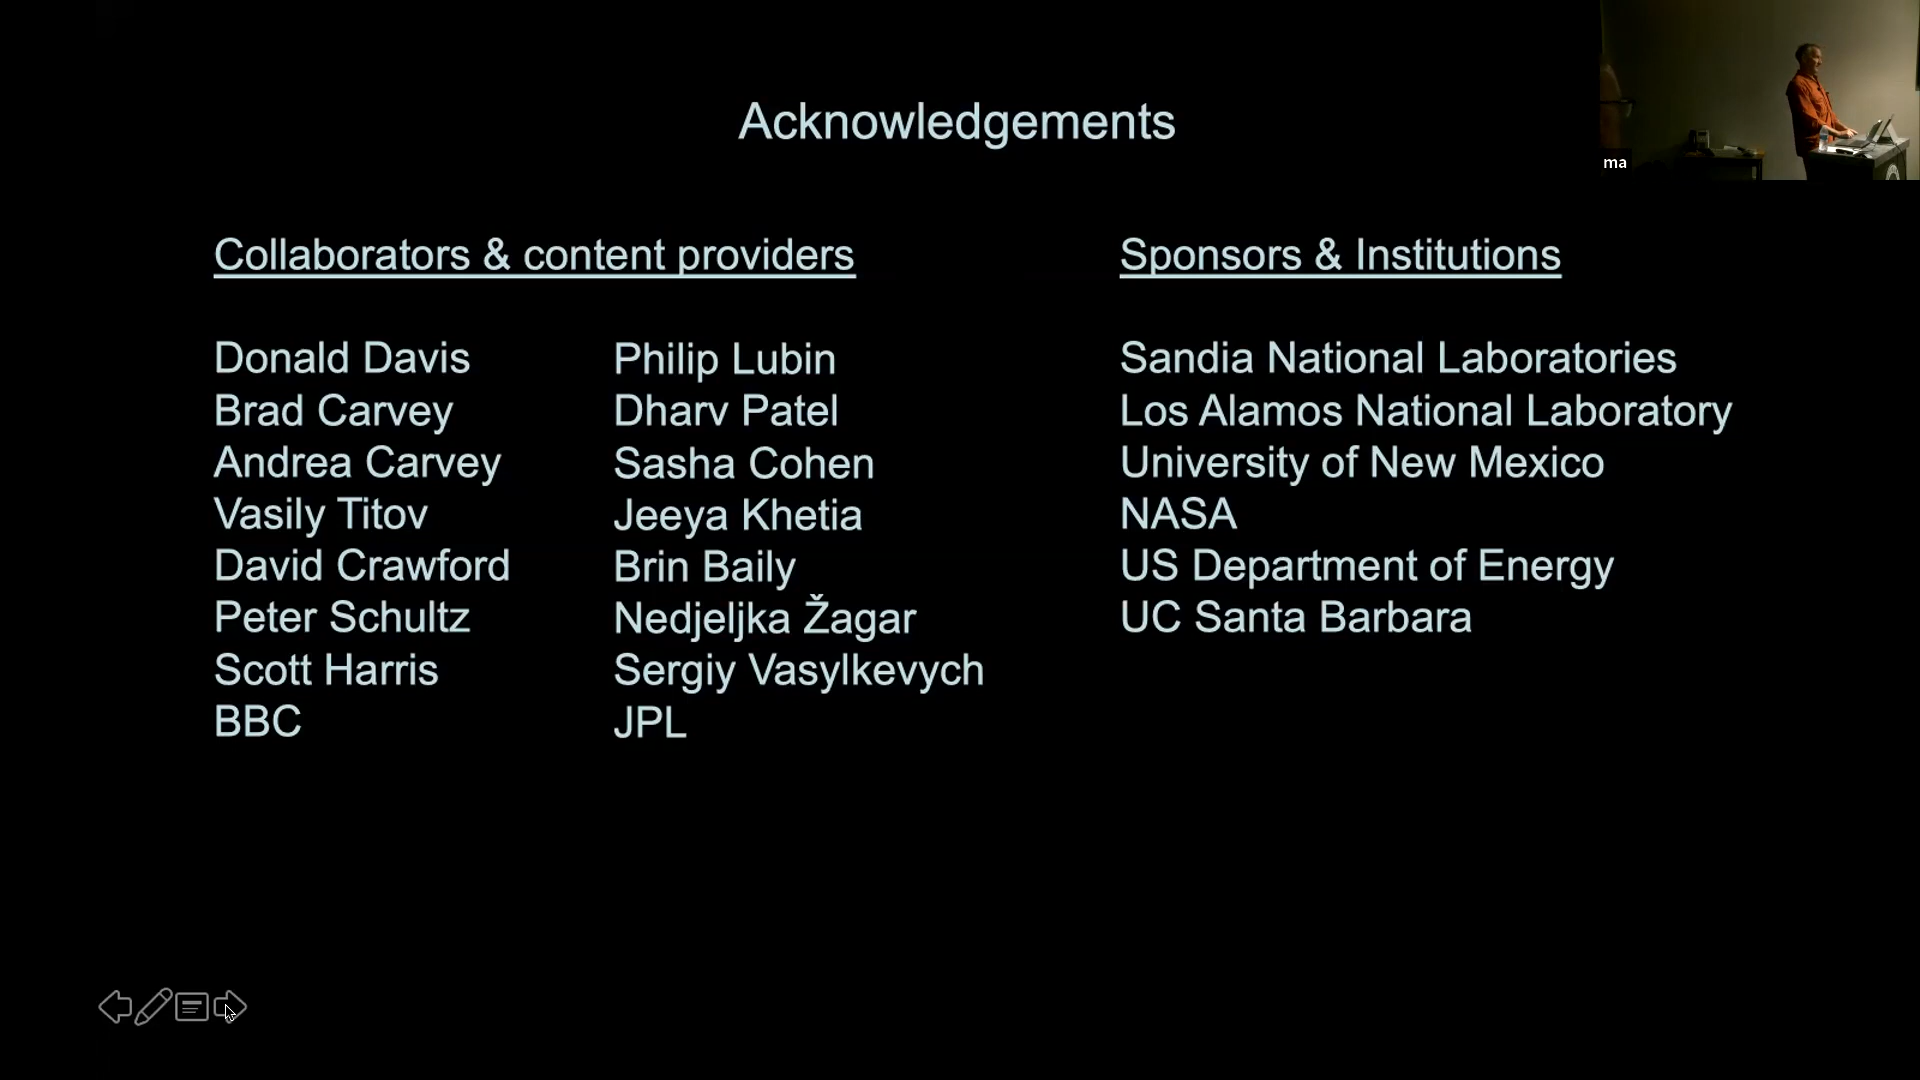 Acknowledgements
ma
Collaborators & content providers
Donald Davis
Brad Carvey
Andrea Carvey
Vasily Titov
David Crawford
Peter Schultz
Scott Harris
BBC
Philip Lubin
Dharv Patel
Sasha Cohen
Jeeya Khetia
Brin Baily
Nedjeljka Žagar
Sergiy Vasylkevych
JPL
Sponsors & Institutions
Sandia National Laboratories
Los Alamos National Laboratory
University of New Mexico
NASA
US Department of Energy
UC Santa Barbara